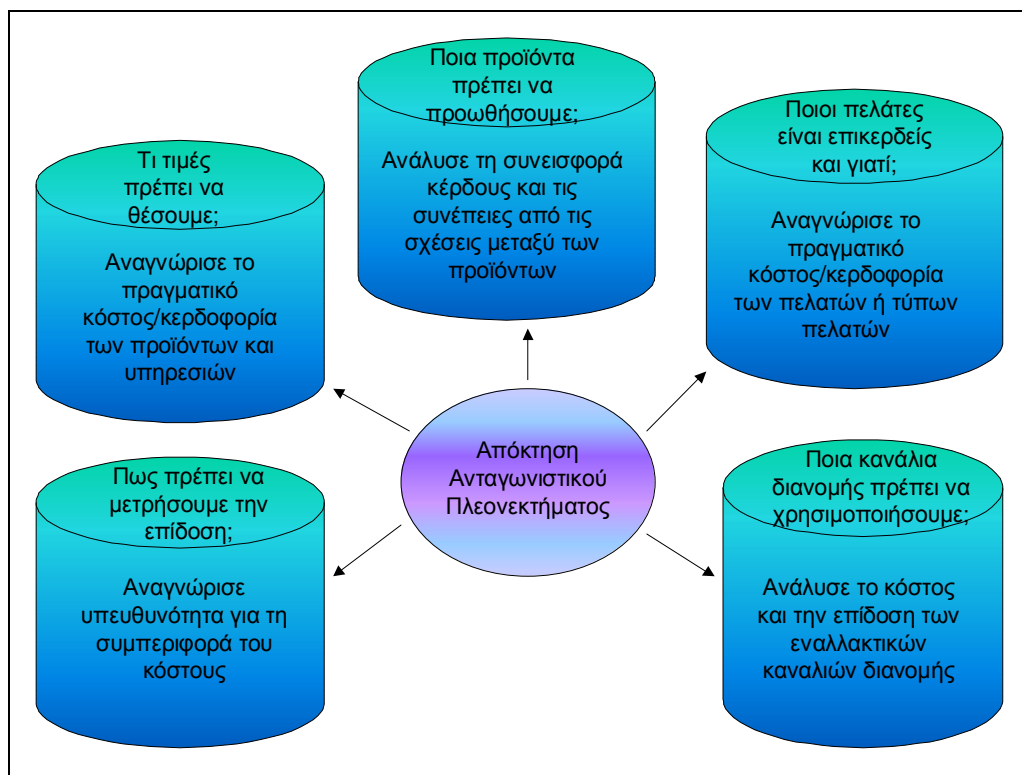 Ποια προϊόντα
πρέπει να
προωθήσουμε;
Ανάλυσε τη συνεισφορά
κέρδους και τις
συνέπειες από τις
σχέσεις μεταξύ των
προϊόντων
Τι τιμές
πρέπει να
θέσουμε;
Αναγνώρισε το
πραγματικό
κόστος/κερδοφορία
των προϊόντων και
υπηρεσιών
Ποιοι πελάτες
είναι επικερδείς
και γιατί;
Αναγνώρισε το
πραγματικό
κόστος/κερδοφορία
των πελατών ή τύπων
πελατών
Απόκτηση
Ανταγωνιστικού
Πλεονεκτήματος
Πως πρέπει να
μετρήσουμε την
επίδοση;
Αναγνώρισε
υπευθυνότητα για τη
συμπεριφορά του
κόστους
Ποια κανάλια
διανομής πρέπει να
χρησιμοποιήσουμε;
Ανάλυσε το κόστος
και την επίδοση των
εναλλακτικών
καναλιών διανομής